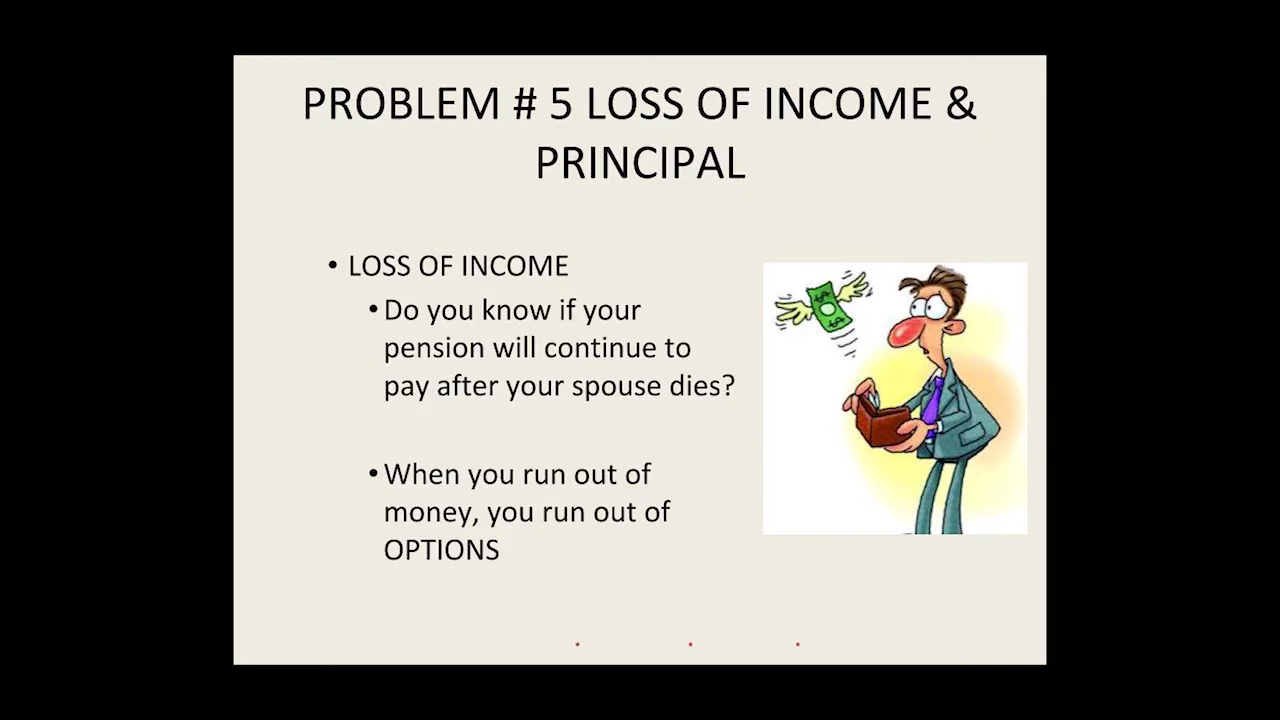 PROBLEM # 5 LOSS OF INCOME &
PRINCIPAL
• LOSS OF INCOME
• Do you know if your
pension will continue to
pay after your spouse dies?
• When you run out of
money, you run out of
OPTIONS